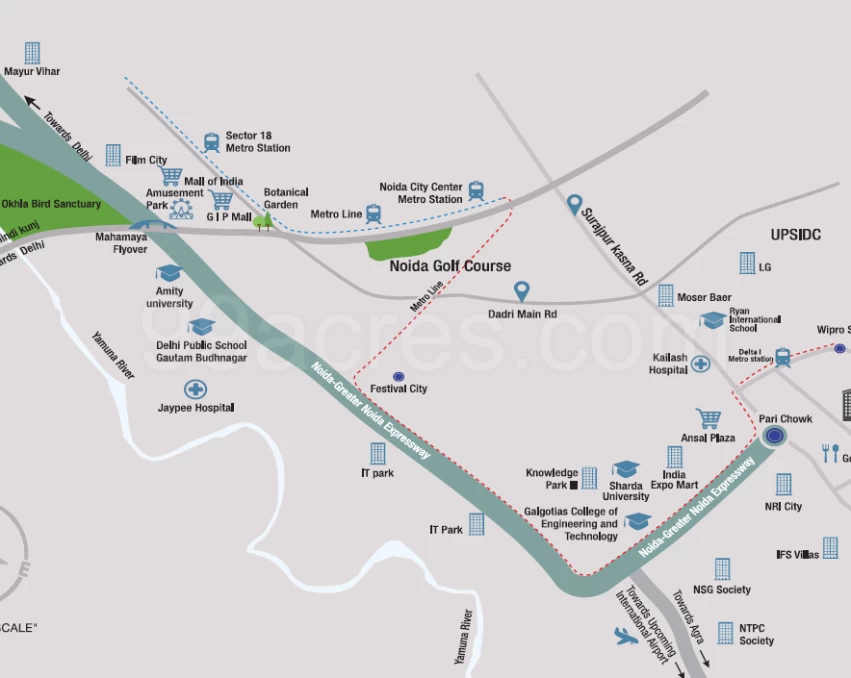 Mayur Vihar
Towards Delhi
Film City
Sector 18
Metro Station
Mall of India
Amusement
Park
G I P Mall
Botanical
Garden
Noida City Center
Metro Station
Metro Line
Okhla Bird Sanctuary
indi kunj
ards Delhi
Mahamaya
Flyover
Surajpur kasna Rd
UPSIDC
Noida Golf Course
LG
Amity
university
Metro Line
Moser Baer
Dadri Main Rd
Ryan
International
School
99acres.com
Wipro S
Delhi Public School
Gautam Budhnagar
Delta I
Metro station
Kailash
Hospital
Yamuna River
Noida-Greater Noida Expressway
Festival City
Jaypee Hospital
Pari Chowk
Ansal Plaza
IT park
Knowledge
Park
Sharda
University
India
Expo Mart
NRI City
Galgotias College of
Engineering and
Technology
IT Park
Noida-Greater Noida Expressway
IFS Villas
E
NSG Society
Towards Upcoming
International Airport
Towards Agra
SCALE"
Yamuna River
NTPC
Society